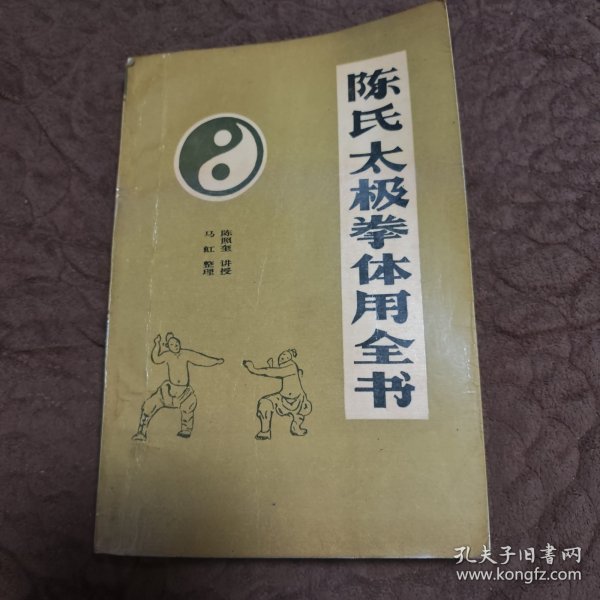 陈氏太极拳体用全书
陈照奎 讲授
马虹 整理
孔夫子旧书网
www.kongfz.com